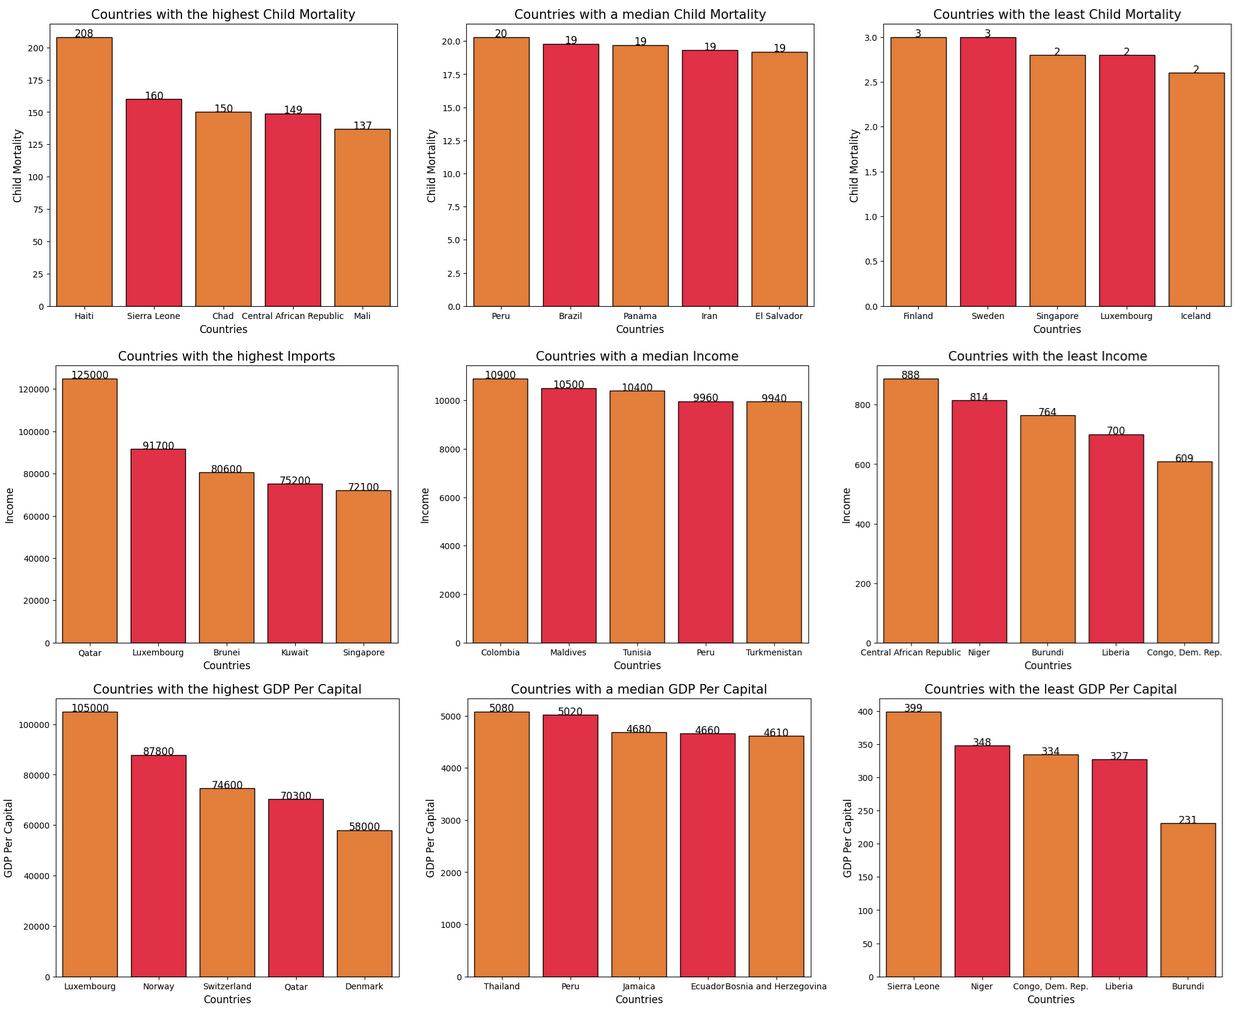 Countries with the highest Child Mortality
208
160
150
149
137
200
175
150
125
100
75
50
25
0
Child Mortality
Haiti
Sierra Leone
Chad
Central African Republic
Mali
Countries
Countries with a median Child Mortality
20
19
19
19
19
20.0
17.5
15.0
12.5
10.0
7.5
5.0
2.5
0.0
Child Mortality
Peru
Brazil
Panama
Iran
El Salvador
Countries
Countries with the least Child Mortality
3
3
2
2
2
3.0
2.5
2.0
1.5
1.0
0.5
0.0
Child Mortality
Finland
Sweden
Singapore
Luxembourg
Iceland
Countries
Countries with the highest Imports
125000
91700
80600
75200
72100
120000
100000
80000
60000
40000
20000
0
Income
Qatar
Luxembourg
Brunei
Kuwait
Singapore
Countries
Countries with a median Income
10900
10500
10400
9960
9940
10000
8000
6000
4000
2000
0
Income
Colombia
Maldives
Tunisia
Peru
Turkmenistan
Countries
Countries with the least Income
888
814
764
700
609
800
600
400
200
0
Income
Central African Republic
Niger
Burundi
Liberia
Congo, Dem. Rep.
Countries
Countries with the highest GDP Per Capital
105000
87800
74600
70300
58000
100000
80000
60000
40000
20000
0
GDP Per Capital
Luxembourg
Norway
Switzerland
Qatar
Denmark
Countries
Countries with a median GDP Per Capital
5080
5020
4680
4660
4610
5000
4000
3000
2000
1000
0
GDP Per Capital
Thailand
Peru
Jamaica
Ecuador
Bosnia and Herzegovina
Countries
Countries with the least GDP Per Capital
399
348
334
327
231
400
350
300
250
200
150
100
50
0
GDP Per Capital
Sierra Leone
Niger
Congo, Dem. Rep.
Liberia
Burundi
Countries